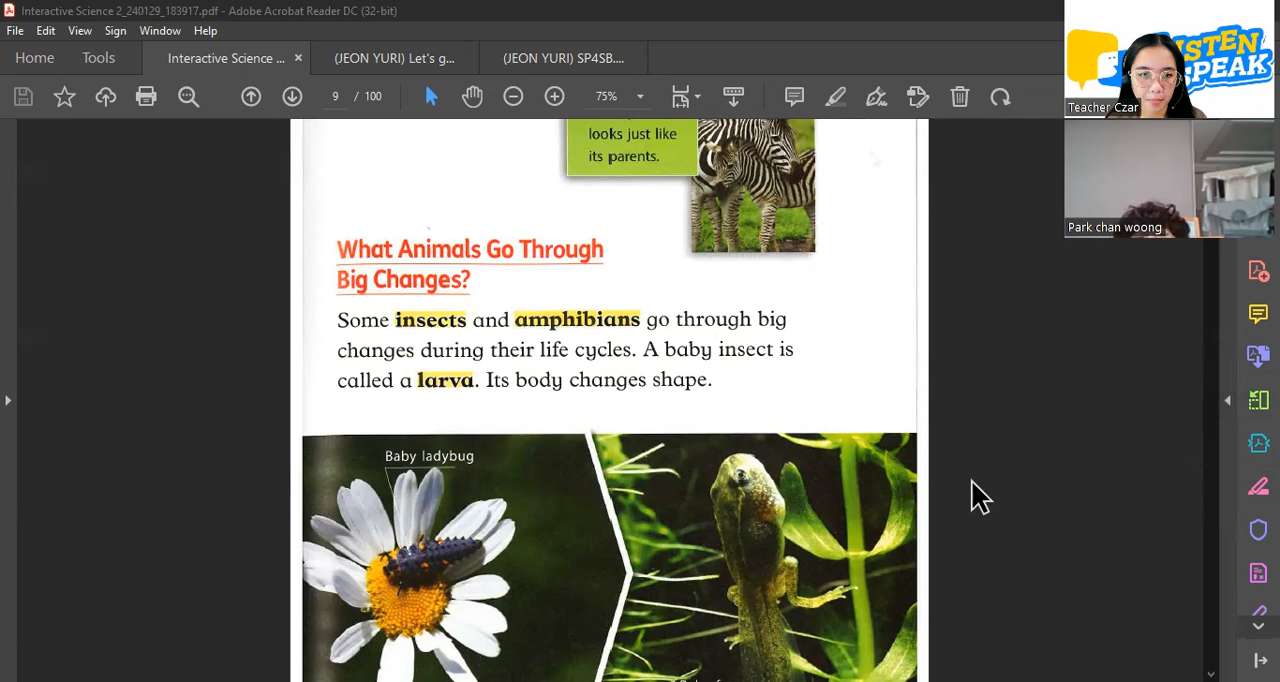 Interactive Science 2_240129_183917.pdf - Adobe Acrobat Reader DC (32-bit)
File Edit View Sign Window Help
Home Tools Interactive Science ... × (JEON YURI) Let's g... (JEON YURI) SP4SB....
9 / 100 75%
LISTEN
SPEAK
Teacher Czar
Park chan woong
looks just like
its parents.
What Animals Go Through
Big Changes?
Some insects and amphibians go through big
changes during their life cycles. A baby insect is
called a larva. Its body changes shape.
Baby ladybug